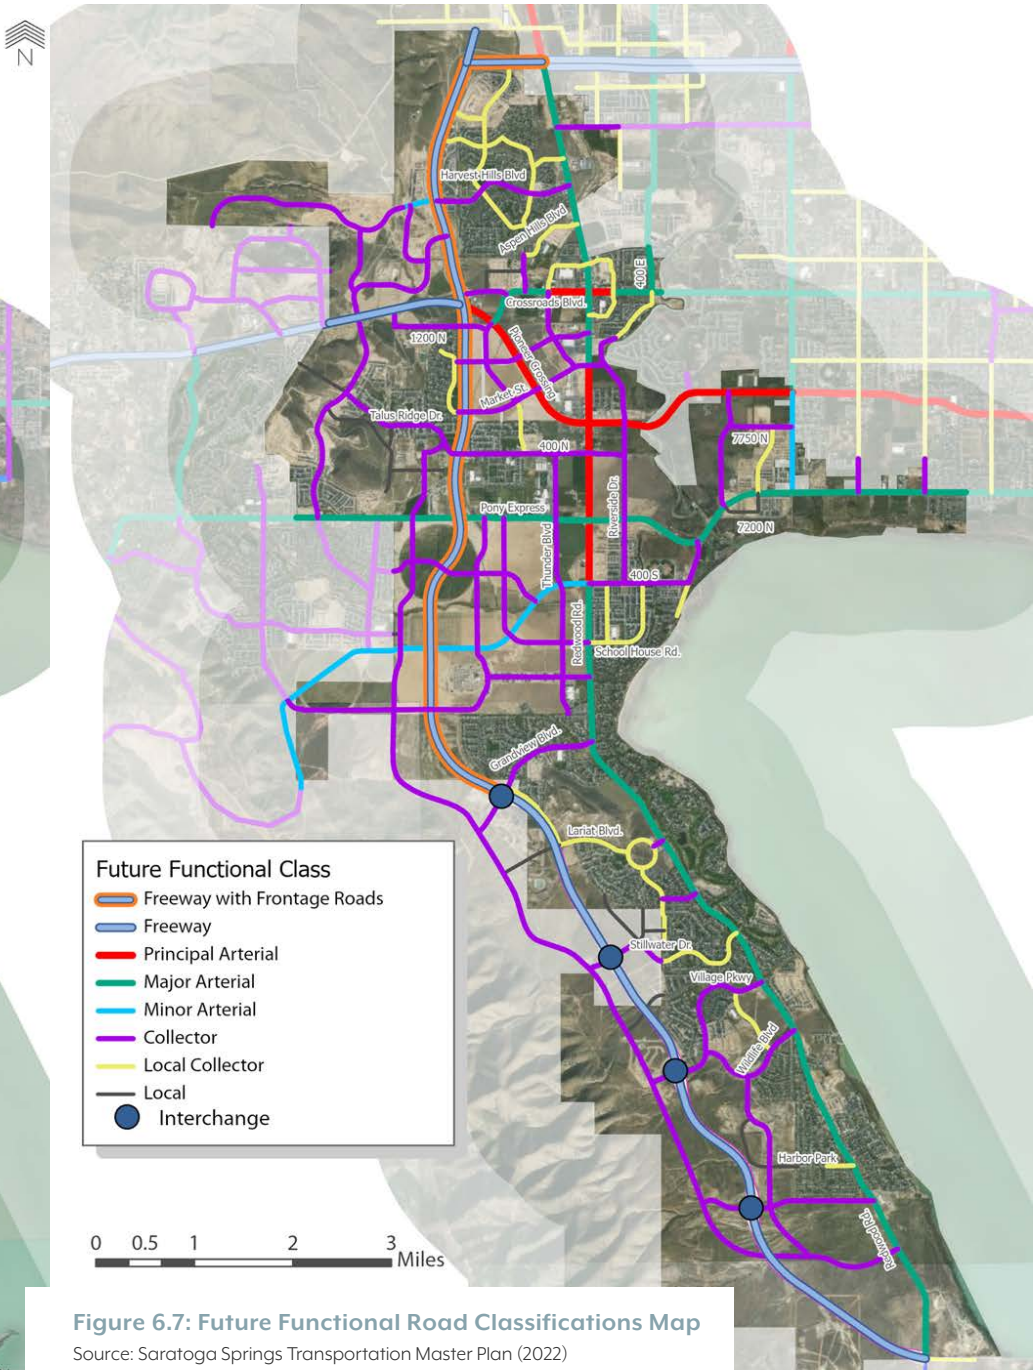 N
Harvest Hills Blvd
Aspen Hills Blvd
400 E
Crossroads Blvd.
1200 N
Pioneer Crossing
Market St.
Talus Ridge Dr.
400 N
7750 N
Pony Express
Riverside Dr.
7200 N
Thunder Blvd
400 S
Redwood Rd.
School House Rd.
Grandview Blvd.
Lariat Blvd.
Stillwater Dr.
Village Pkwy
Wildlife Blvd
Harbor Park
Redwood Rd.
Future Functional Class
Freeway with Frontage Roads
Freeway
Principal Arterial
Major Arterial
Minor Arterial
Collector
Local Collector
Local
Interchange
0 0.5 1 2 3 Miles
Figure 6.7: Future Functional Road Classifications Map
Source: Saratoga Springs Transportation Master Plan (2022)